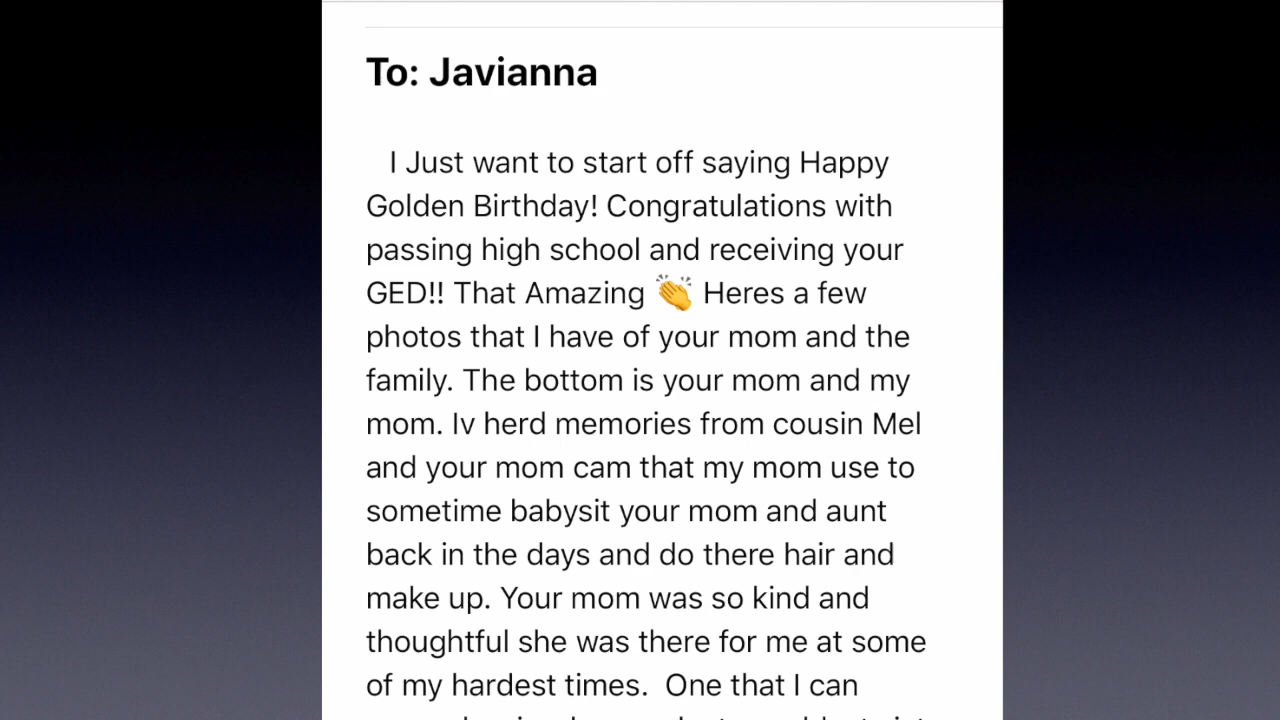 To: Javianna
I Just want to start off saying Happy
Golden Birthday! Congratulations with
passing high school and receiving your
GED!! That Amazing 👏 Heres a few
photos that I have of your mom and the
family. The bottom is your mom and my
mom. Iv herd memories from cousin Mel
and your mom cam that my mom use to
sometime babysit your mom and aunt
back in the days and do there hair and
make up. Your mom was so kind and
thoughtful she was there for me at some
of my hardest times.  One that I can